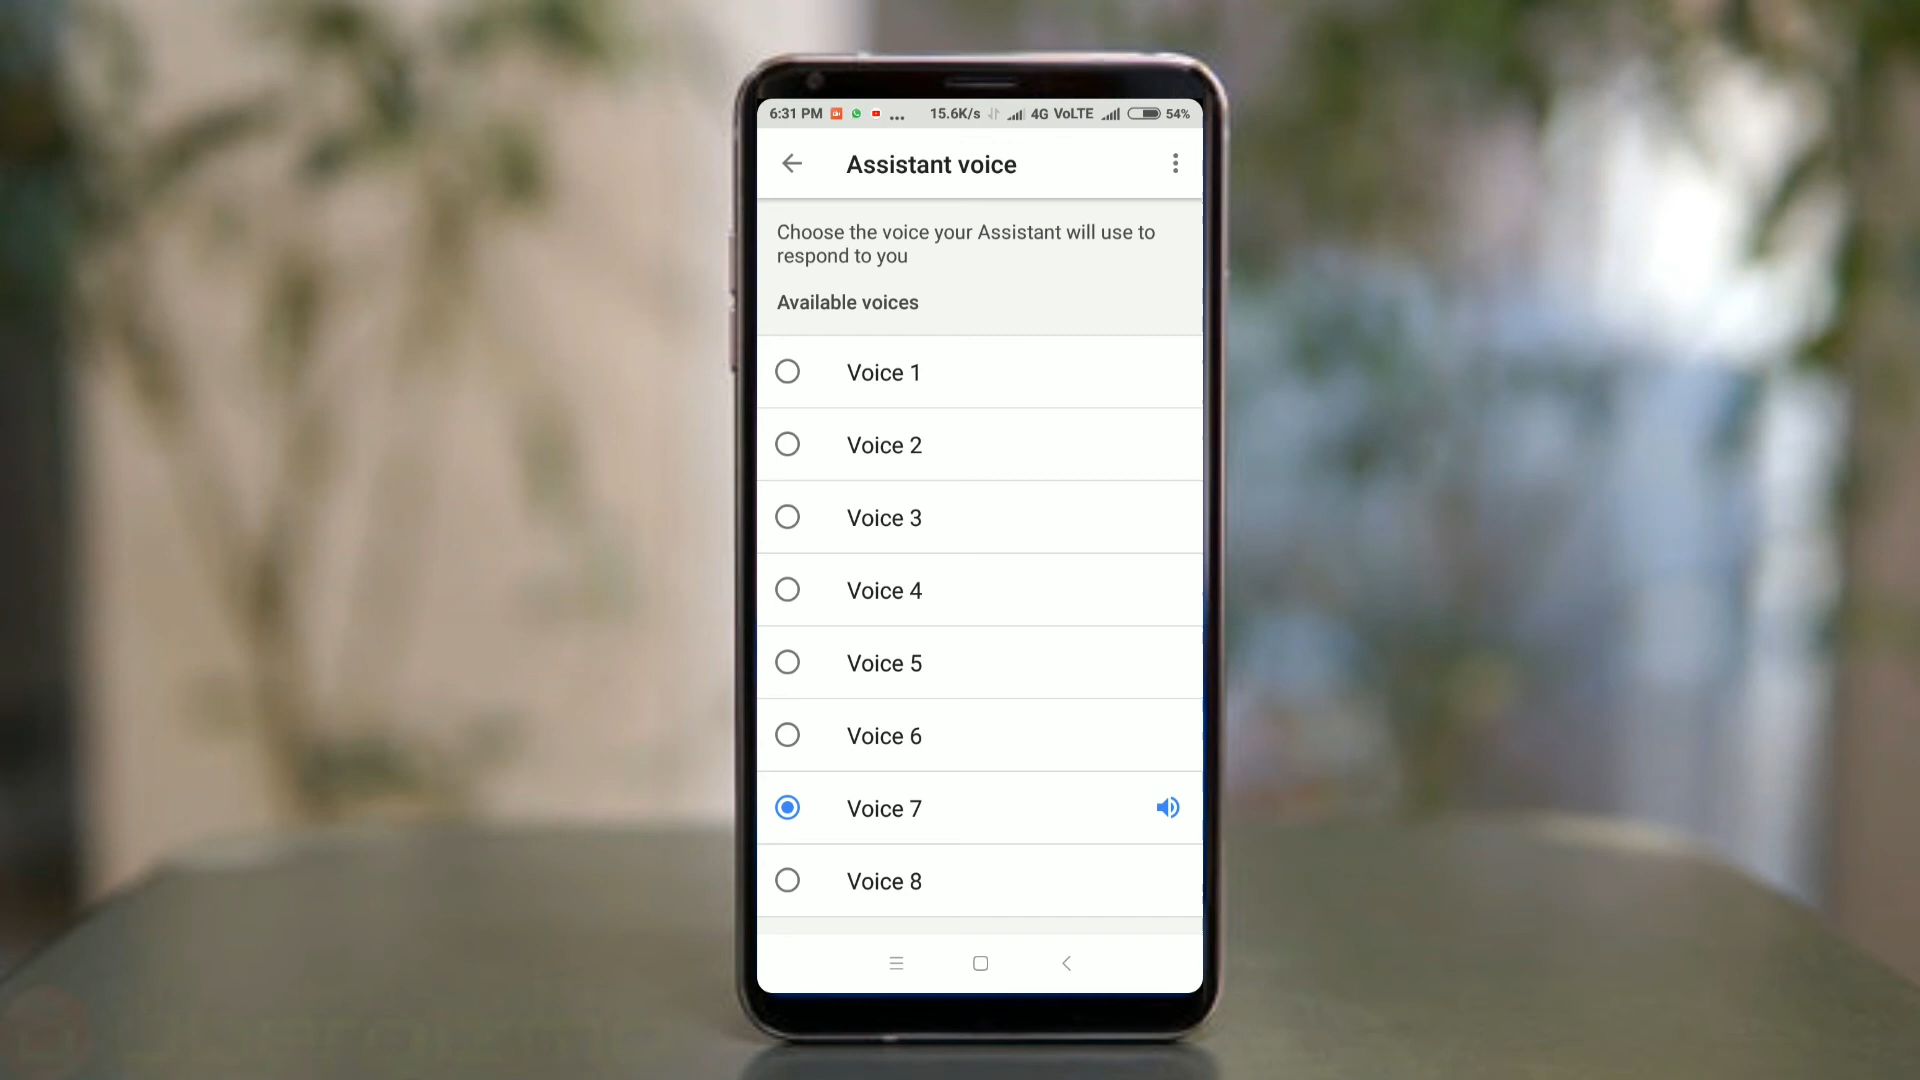 6:31 PM ... 15.6K/s 4G VoLTE 54%
Assistant voice
Choose the voice your Assistant will use to
respond to you
Available voices
Voice 1
Voice 2
Voice 3
Voice 4
Voice 5
Voice 6
Voice 7
Voice 8